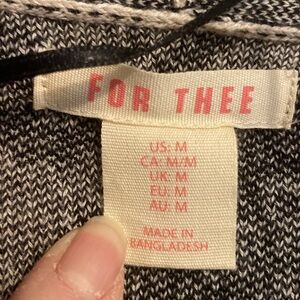 FOR THEE
US: M
CA: M/M
UK: M
EU: M
AU: M
MADE IN
BANGLADESH